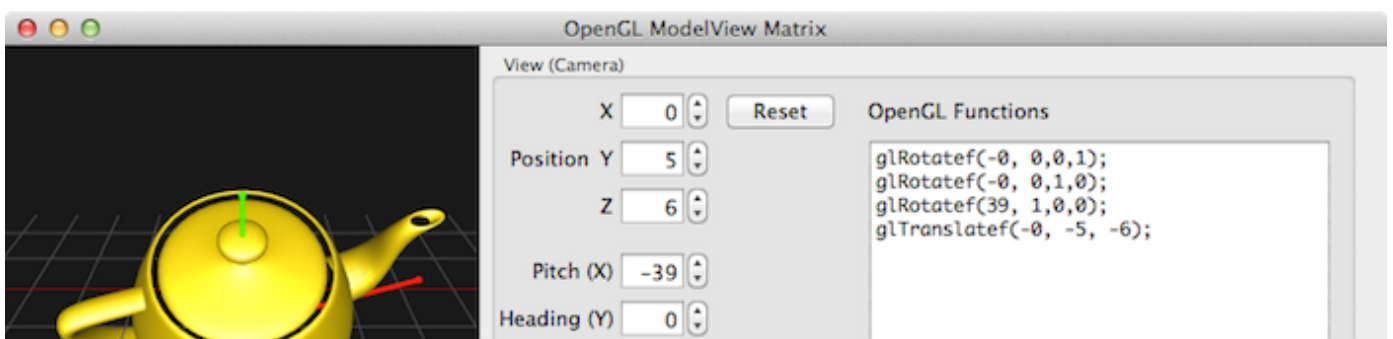 OpenGL ModelView Matrix
View (Camera)
X 0 Reset
Position Y 5
Z 6
Pitch (X) -39
Heading (Y) 0
OpenGL Functions
glRotatef(-0, 0,0,1);
glRotatef(-0, 0,1,0);
glRotatef(39, 1,0,0);
glTranslatef(-0, -5, -6);